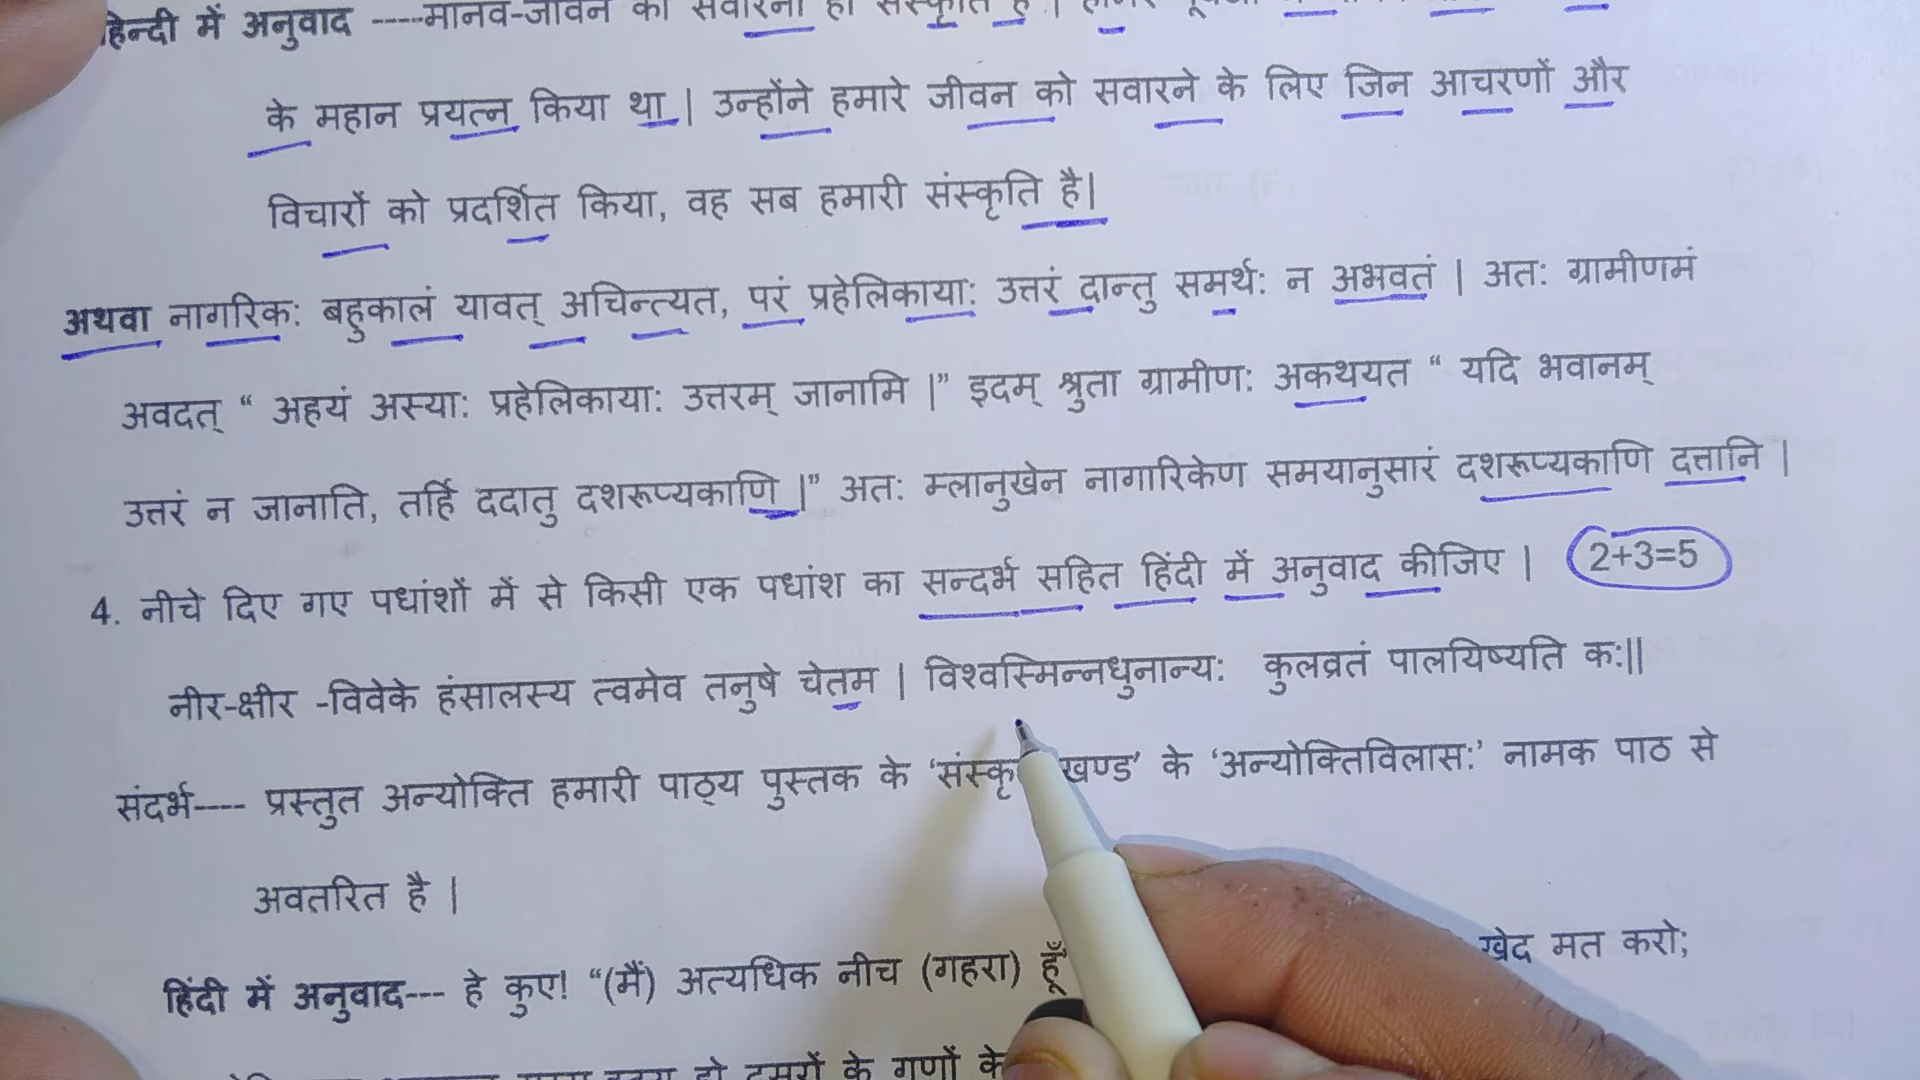 हिन्दी में अनुवाद -----मानव-जीवन को सवारना ही संस्कृति है |
के महान प्रयत्न किया था | उन्होंने हमारे जीवन को सवारने के लिए जिन आचरणों और
विचारों को प्रदर्शित किया, वह सब हमारी संस्कृति है|
अथवा नागरिक: बहुकालं यावत् अचिन्त्यत, परं प्रहेलिकाया: उत्तरं दान्तु समर्थ: न अभवतं | अत: ग्रामीणमं
अवदत् “ अहयं अस्या: प्रहेलिकाया: उत्तरम् जानामि |” इदम् श्रुता ग्रामीण: अकथयत “ यदि भवानम्
उत्तरं न जानाति, तर्हि ददातु दशरूप्यकाणि |” अत: म्लानुखेन नागारिकेण समयानुसारं दशरूप्यकाणि दत्तानि |
4. नीचे दिए गए पधांशों में से किसी एक पधांश का सन्दर्भ सहित हिंदी में अनुवाद कीजिए | 2+3=5
नीर-क्षीर -विवेके हंसालस्य त्वमेव तनुषे चेतम | विश्वस्मिन्नधुनान्य: कुलव्रतं पालयिष्यति क:||
संदर्भ---- प्रस्तुत अन्योक्ति हमारी पाठ्य पुस्तक के ‘संस्कृ खण्ड’ के ‘अन्योक्तिविलास:’ नामक पाठ से
अवतरित है |
हिंदी में अनुवाद--- हे कुए! “(मैं) अत्यधिक नीच (गहरा) हूँ खेद मत करो;
दूसरों के गुणों के